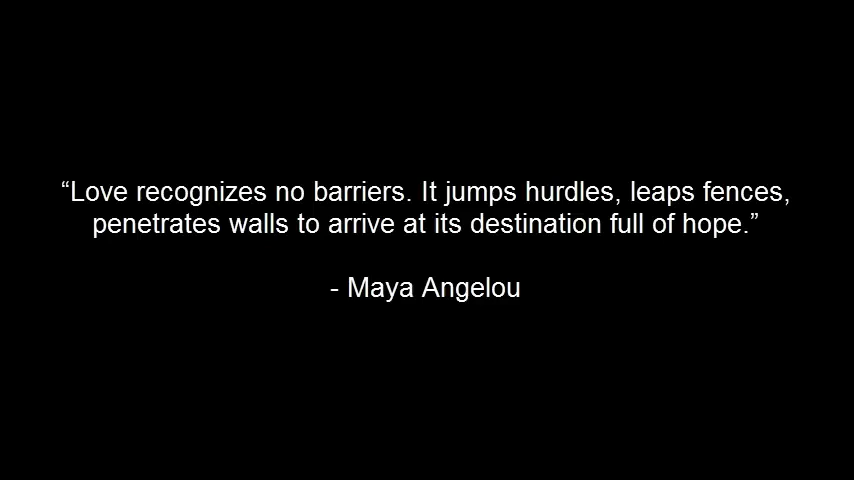 “Love recognizes no barriers. It jumps hurdles, leaps fences,
penetrates walls to arrive at its destination full of hope.”
- Maya Angelou